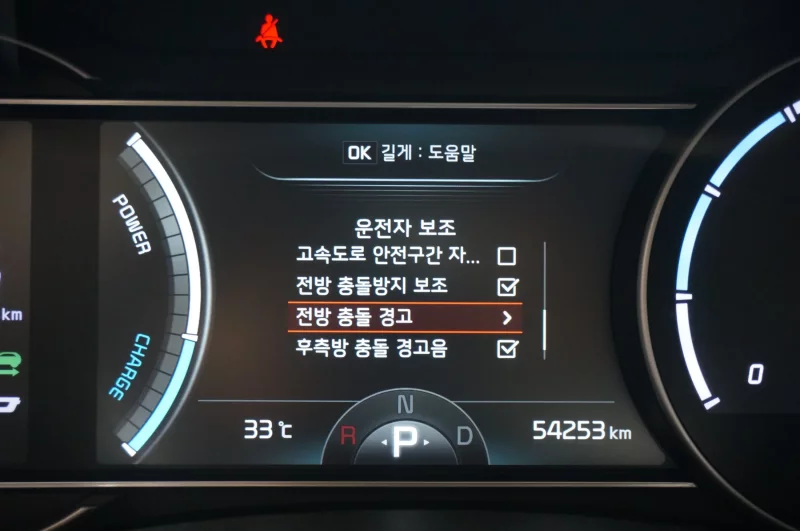 OK 길게 : 도움말
운전자 보조
고속도로 안전구간 자...
전방 충돌방지 보조
전방 충돌 경고
후측방 충돌 경고음
POWER
CHARGE
km
33 ℃
R
N
P
D
54253 km
0